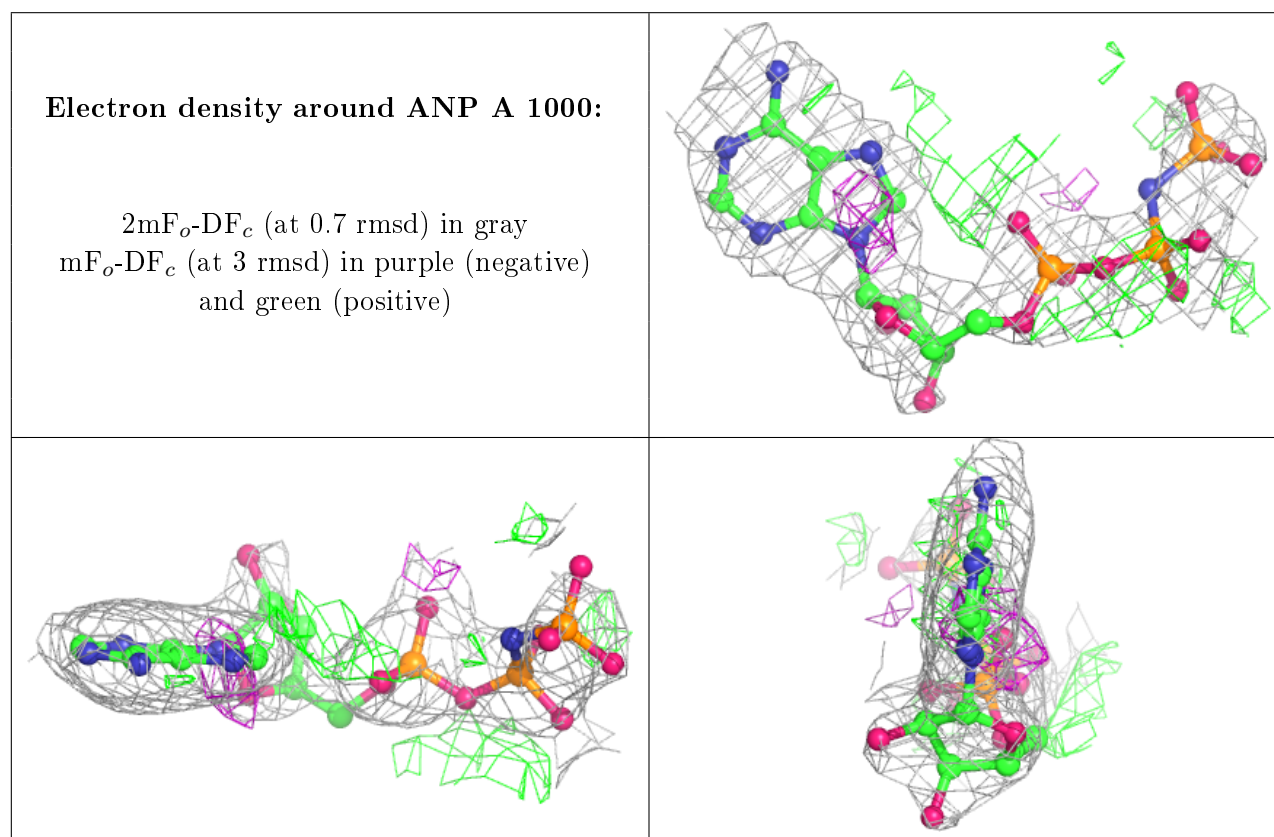 Electron density around ANP A 1000:
2mFₒ-DF𝑐 (at 0.7 rmsd) in gray
mFₒ-DF𝑐 (at 3 rmsd) in purple (negative)
and green (positive)